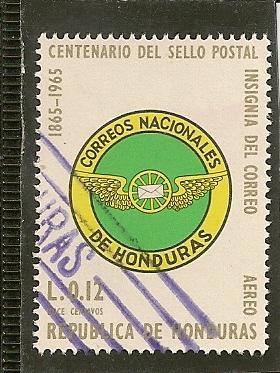 CENTENARIO DEL SELLO POSTAL
1865-1965
INSIGNIA DEL CORREO
AEREO
CORREOS NACIONALES
DE HONDURAS
L.0.12
DOCE CENTAVOS
REPUBLICA DE HONDURAS
URAS